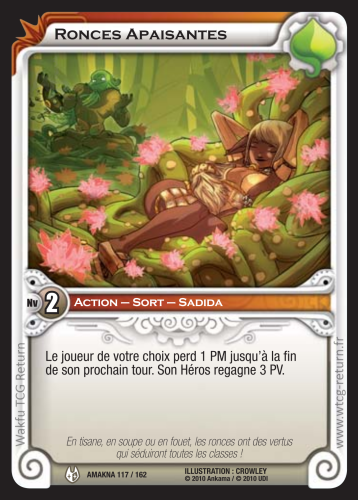 Ronces Apaisantes
Nv 2
Action – Sort – Sadida
Le joueur de votre choix perd 1 PM jusqu'à la fin
de son prochain tour. Son Héros regagne 3 PV.
En tisane, en soupe ou en fouet, les ronces ont des vertus
qui séduiront toutes les classes !
AMAKNA 117 / 162
ILLUSTRATION : CROWLEY
© 2010 Ankama / © 2010 UDI
Wakfu TCG Return
www.wtcg-return.fr